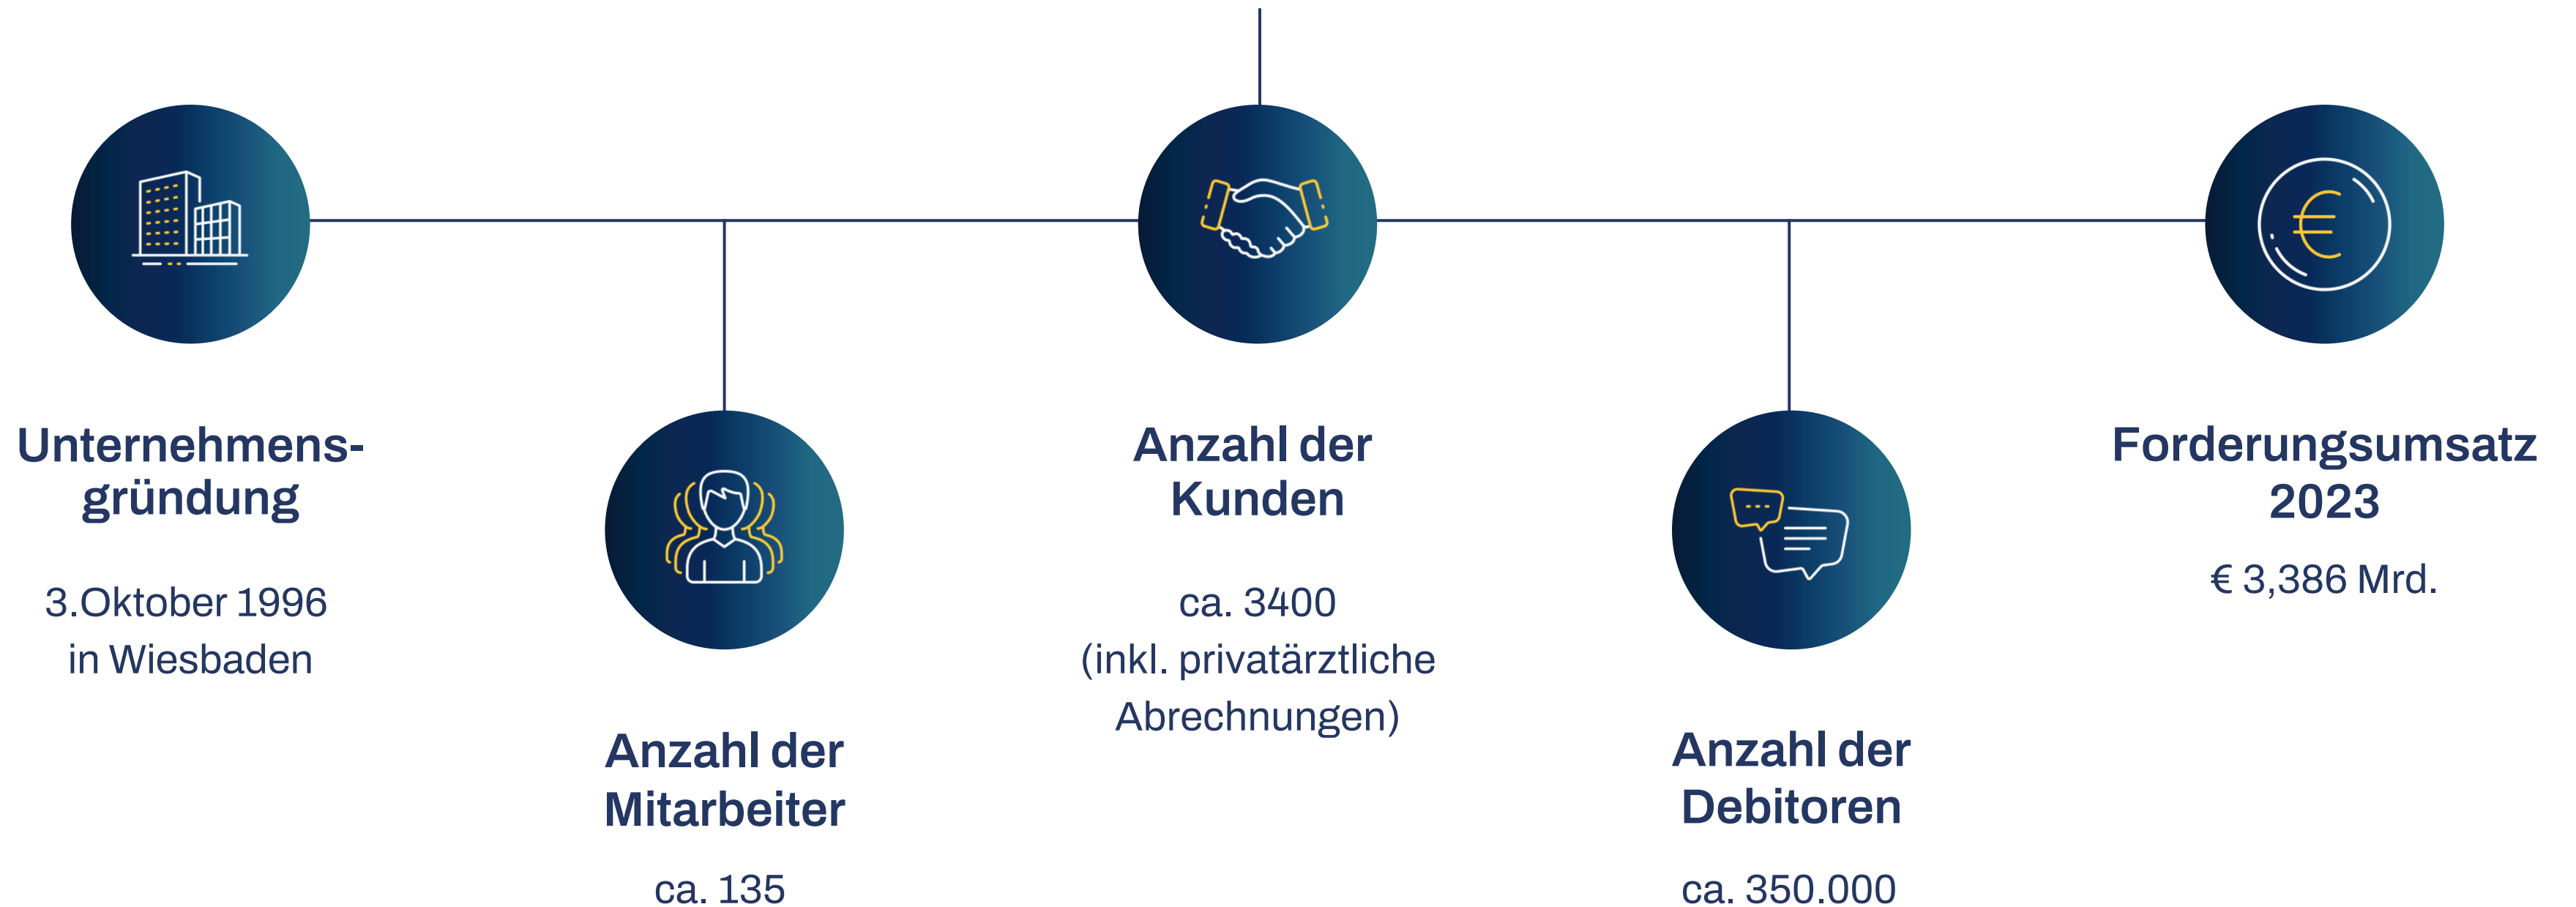 Unternehmens-
gründung
3.Oktober 1996
in Wiesbaden
Anzahl der
Mitarbeiter
ca. 135
Anzahl der
Kunden
ca. 3400
(inkl. privatärztliche
Abrechnungen)
Anzahl der
Debitoren
ca. 350.000
Forderungsumsatz
2023
€ 3,386 Mrd.